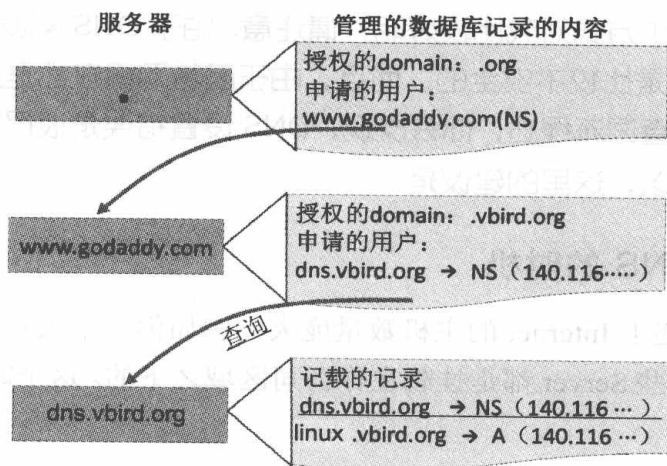 服务器
管理的数据库记录的内容
.
授权的domain：.org
申请的用户：
www.godaddy.com(NS)
www.godaddy.com
授权的domain：.vbird.org
申请的用户：
dns.vbird.org → NS（140.116·····）
查询
dns.vbird.org
记载的记录
dns.vbird.org → NS（140.116···）
linux .vbird.org → A（140.116···）